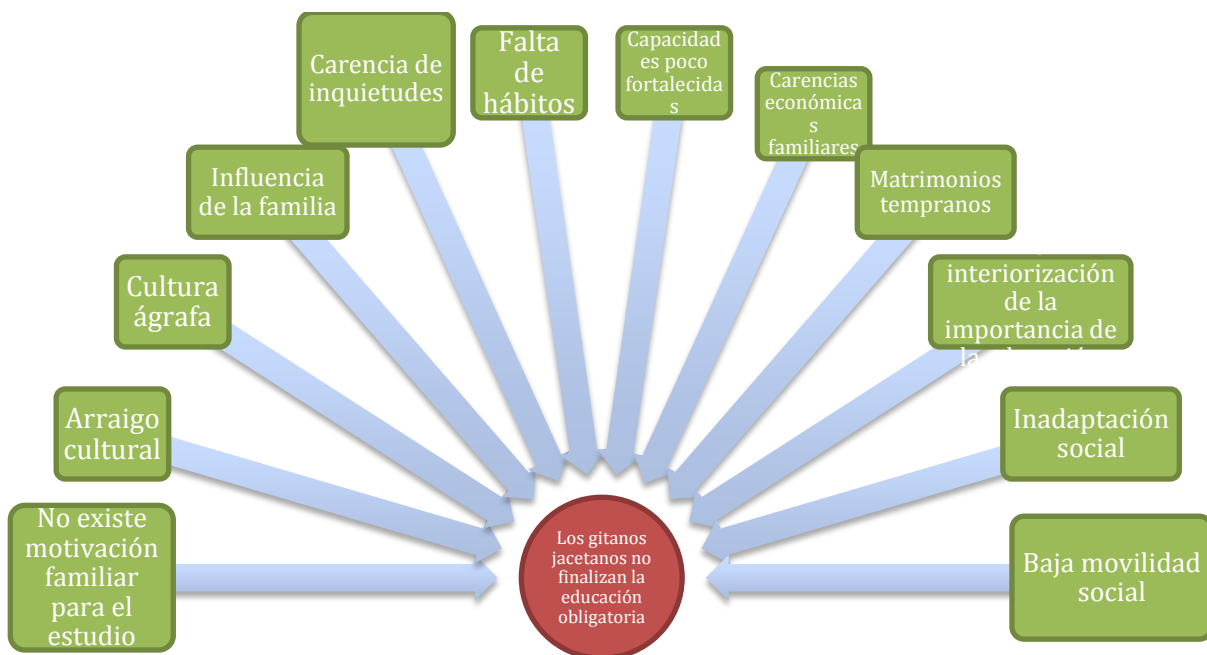 No existe
motivación
familiar
para el
estudio
Arraigo
cultural
Cultura
ágrafa
Influencia
de la familia
Carencia de
inquietudes
Falta
de
hábitos
Capacidad
es poco
fortalecida
s
Carencias
económica
s
familiares
Matrimonios
tempranos
interiorización
de la
importancia de
la
Inadaptación
social
Baja movilidad
social
Los gitanos
jacetanos no
finalizan la
educación
obligatoria